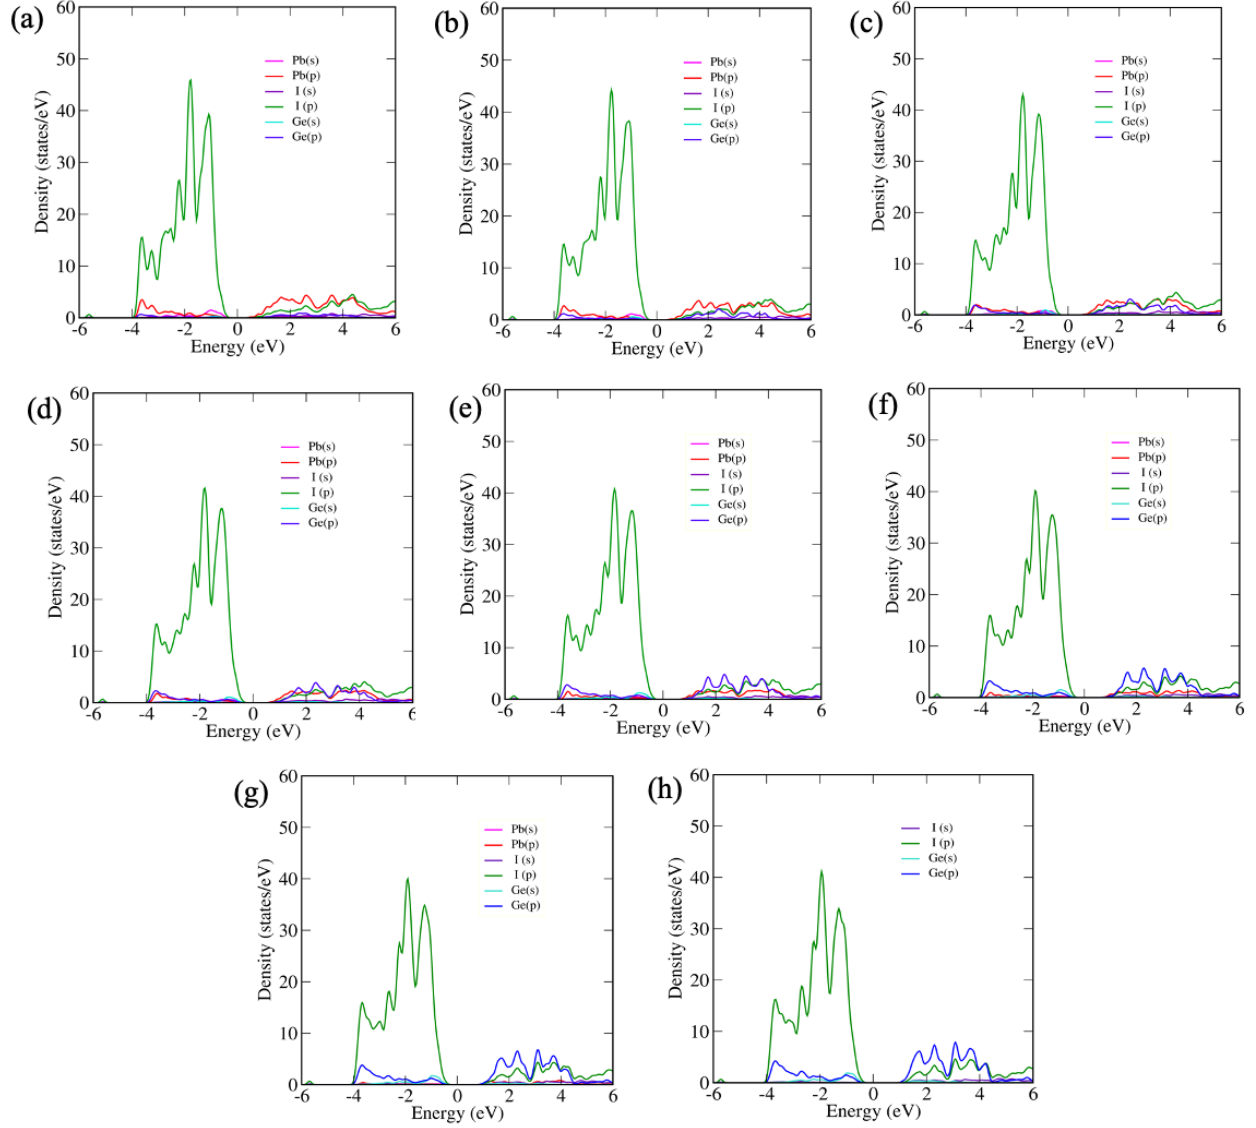 (a)
60
50
40
30
20
10
0
-6
-4
-2
0
2
4
6
Density (states/eV)
Energy (eV)
Pb(s)
Pb(p)
I (s)
I (p)
Ge(s)
Ge(p)
(b)
60
50
40
30
20
10
0
-6
-4
-2
0
2
4
6
Density (states/eV)
Energy (eV)
Pb(s)
Pb(p)
I (s)
I (p)
Ge(s)
Ge(p)
(c)
60
50
40
30
20
10
0
-6
-4
-2
0
2
4
6
Density (states/eV)
Energy (eV)
Pb(s)
Pb(p)
I (s)
I (p)
Ge(s)
Ge(p)
(d)
60
50
40
30
20
10
0
-6
-4
-2
0
2
4
6
Density (states/eV)
Energy (eV)
Pb(s)
Pb(p)
I (s)
I (p)
Ge(s)
Ge(p)
(e)
60
50
40
30
20
10
0
-6
-4
-2
0
2
4
6
Density (states/eV)
Energy (eV)
Pb(s)
Pb(p)
I (s)
I (p)
Ge(s)
Ge(p)
(f)
60
50
40
30
20
10
0
-6
-4
-2
0
2
4
6
Density (states/eV)
Energy (eV)
Pb(s)
Pb(p)
I (s)
I (p)
Ge(s)
Ge(p)
(g)
60
50
40
30
20
10
0
-6
-4
-2
0
2
4
6
Density (states/eV)
Energy (eV)
Pb(s)
Pb(p)
I (s)
I (p)
Ge(s)
Ge(p)
(h)
60
50
40
30
20
10
0
-6
-4
-2
0
2
4
6
Density (states/eV)
Energy (eV)
I (s)
I (p)
Ge(s)
Ge(p)